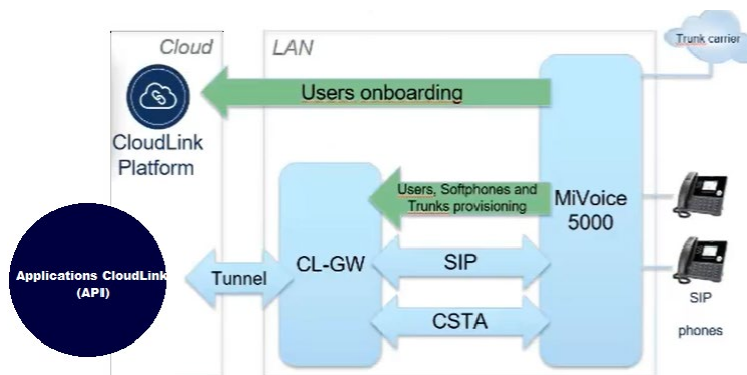 Cloud
LAN
Trunk carrier
Users onboarding
CloudLink
Platform
Users, Softphones and
Trunks provisioning
MiVoice
5000
Applications CloudLink
(API)
Tunnel
CL-GW
SIP
CSTA
SIP
phones